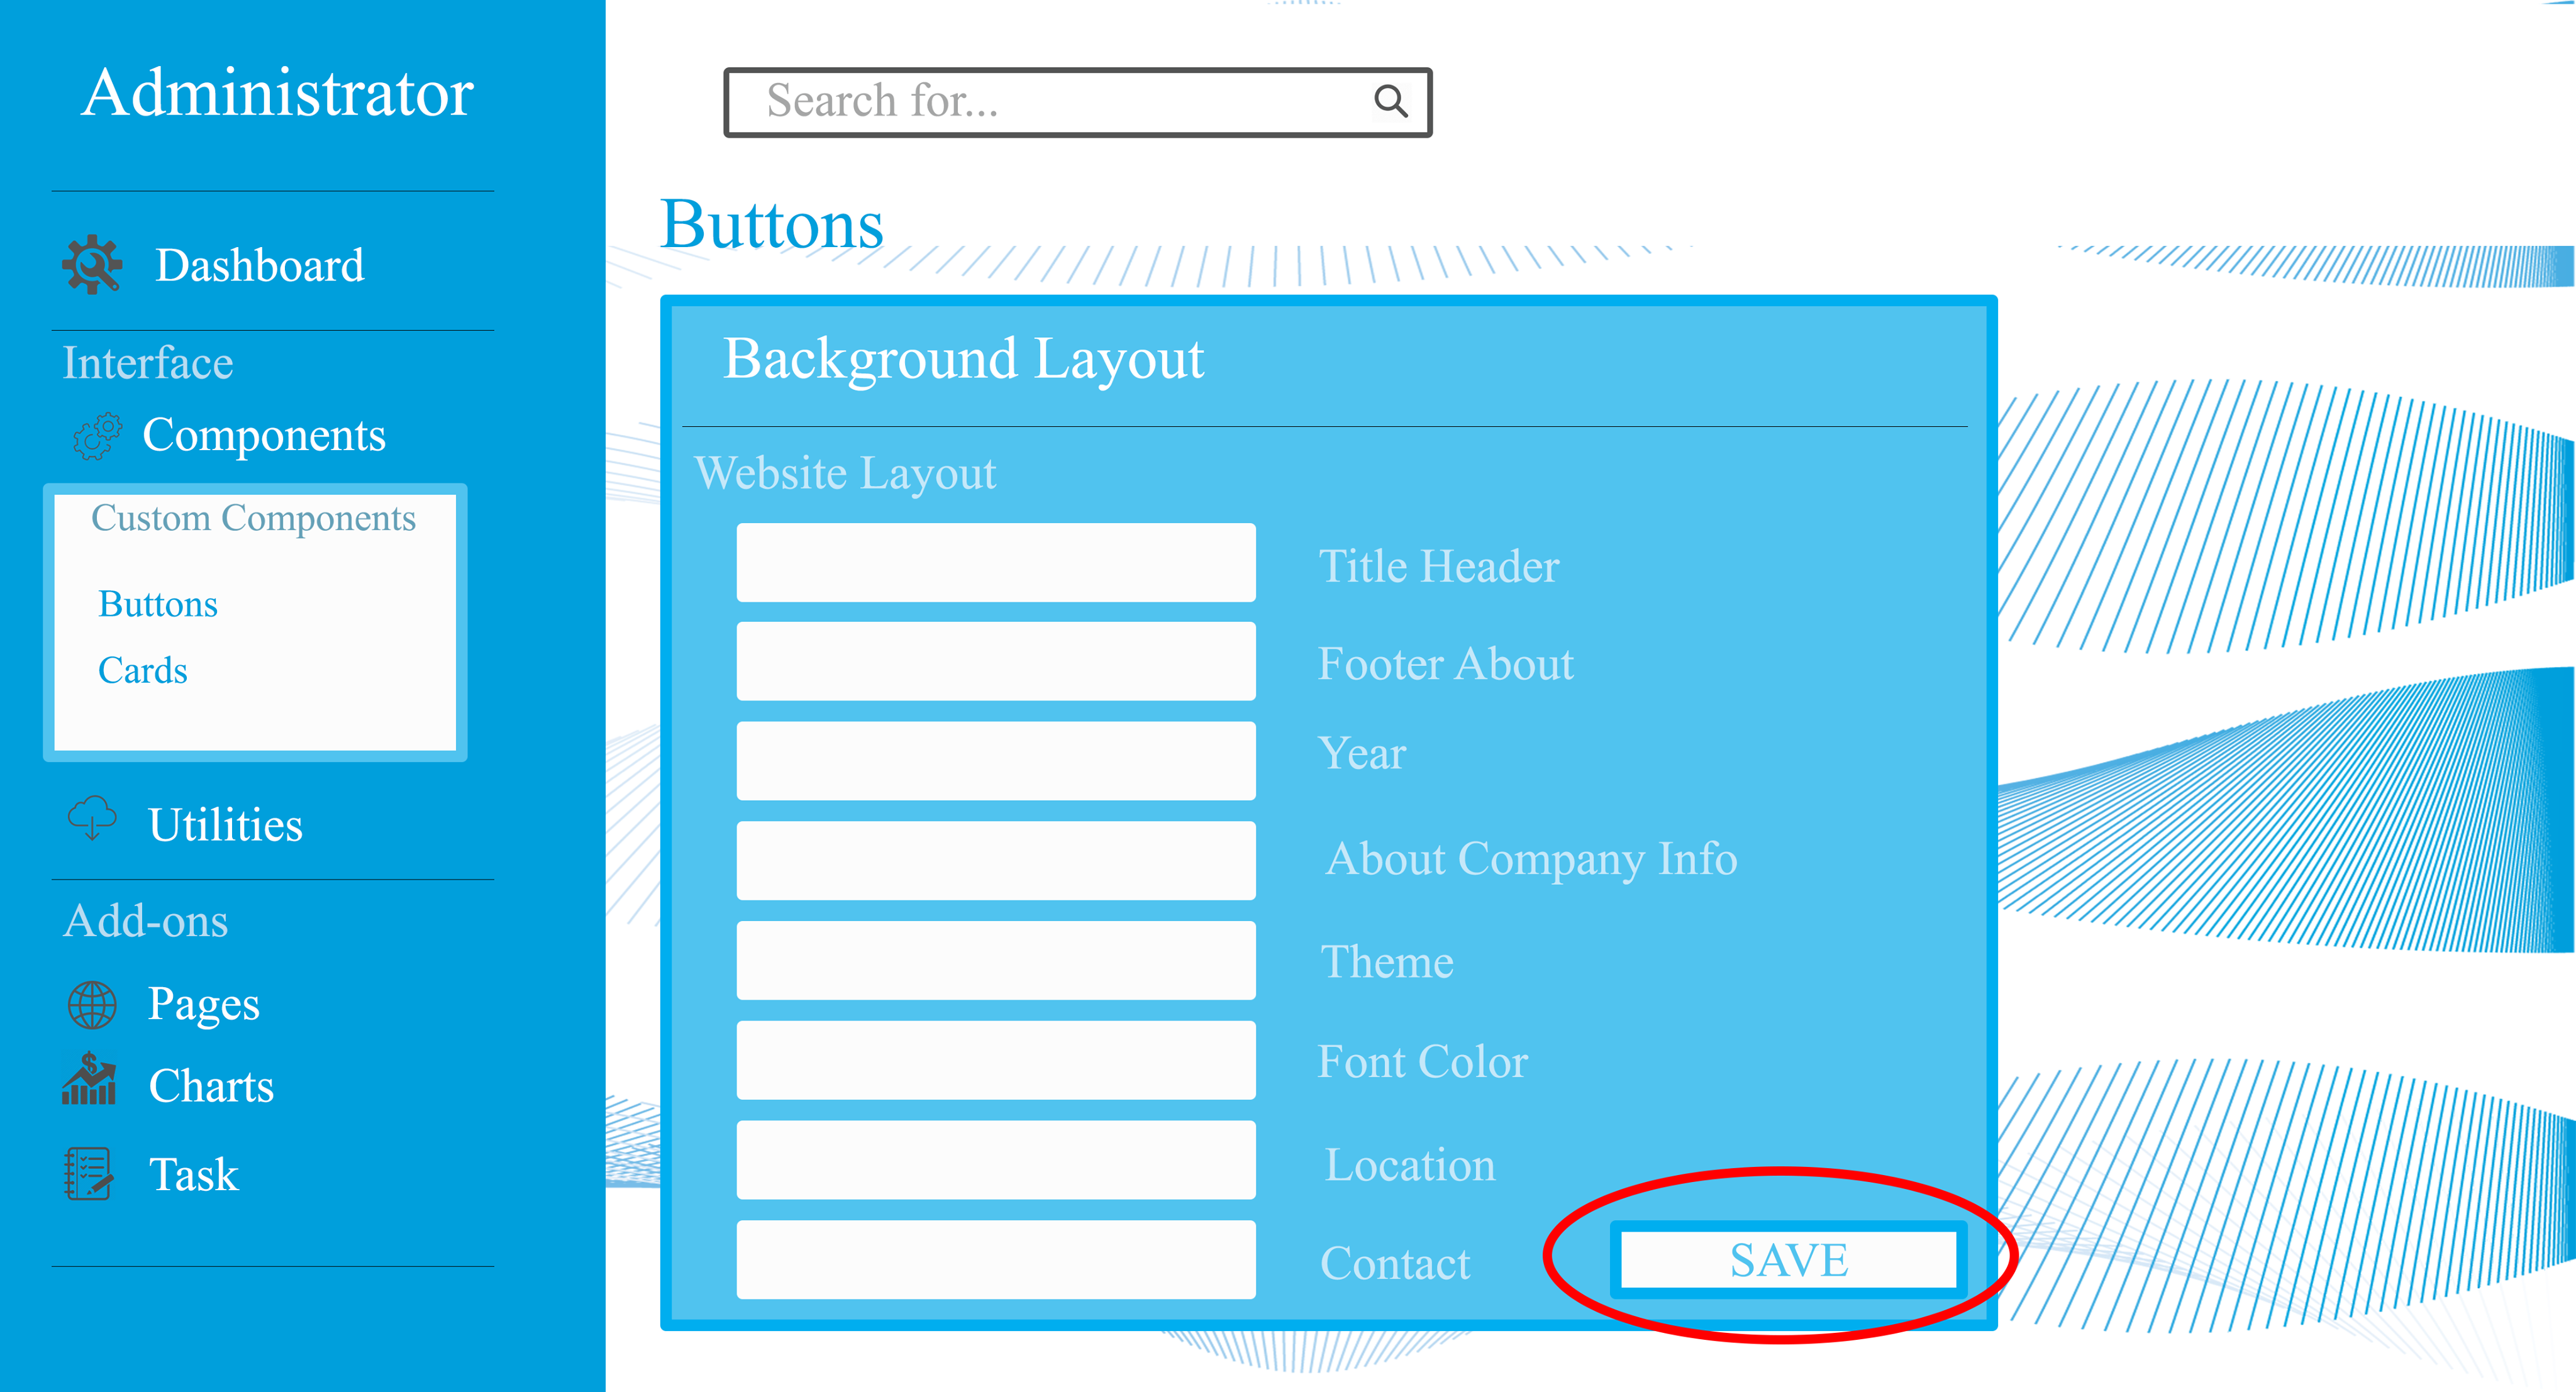 Administrator
Dashboard
Interface
Components
Custom Components
Buttons
Cards
Utilities
Add-ons
Pages
Charts
Task
Search for...
Buttons
Background Layout
Website Layout
Title Header
Footer About
Year
About Company Info
Theme
Font Color
Location
Contact
SAVE